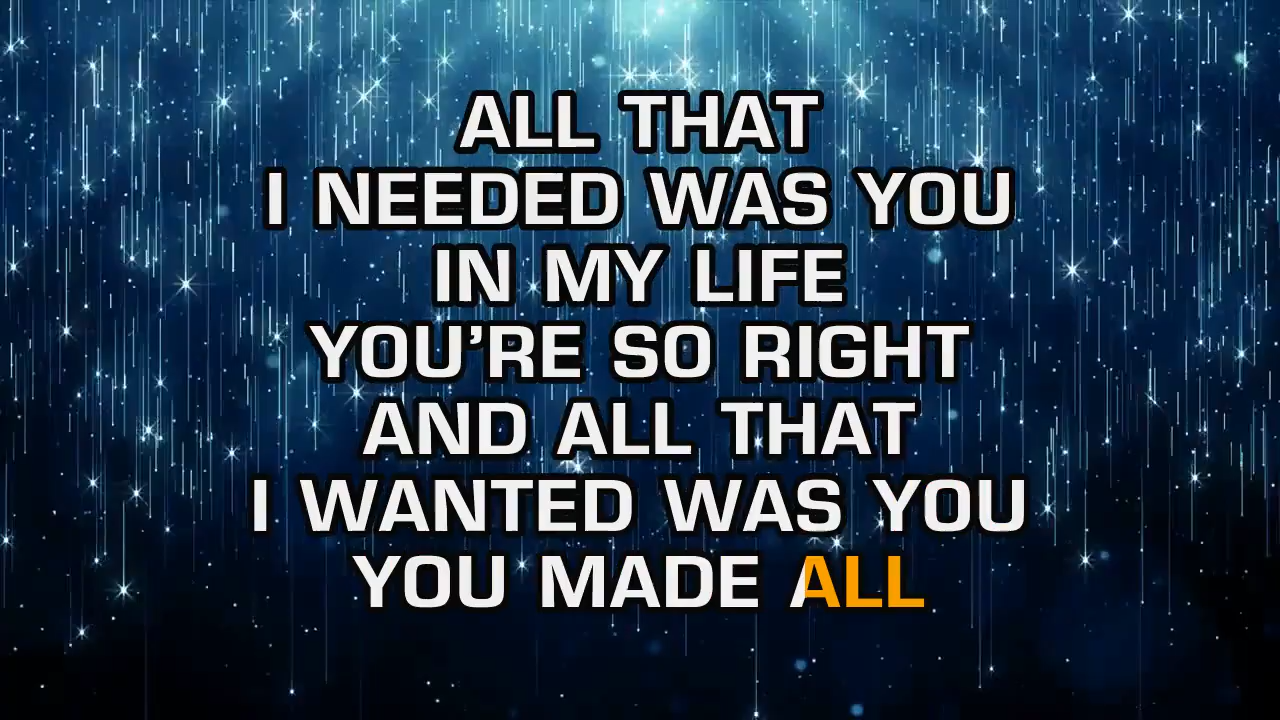 ALL THAT
I NEEDED WAS YOU
IN MY LIFE
YOU’RE SO RIGHT
AND ALL THAT
I WANTED WAS YOU
YOU MADE ALL